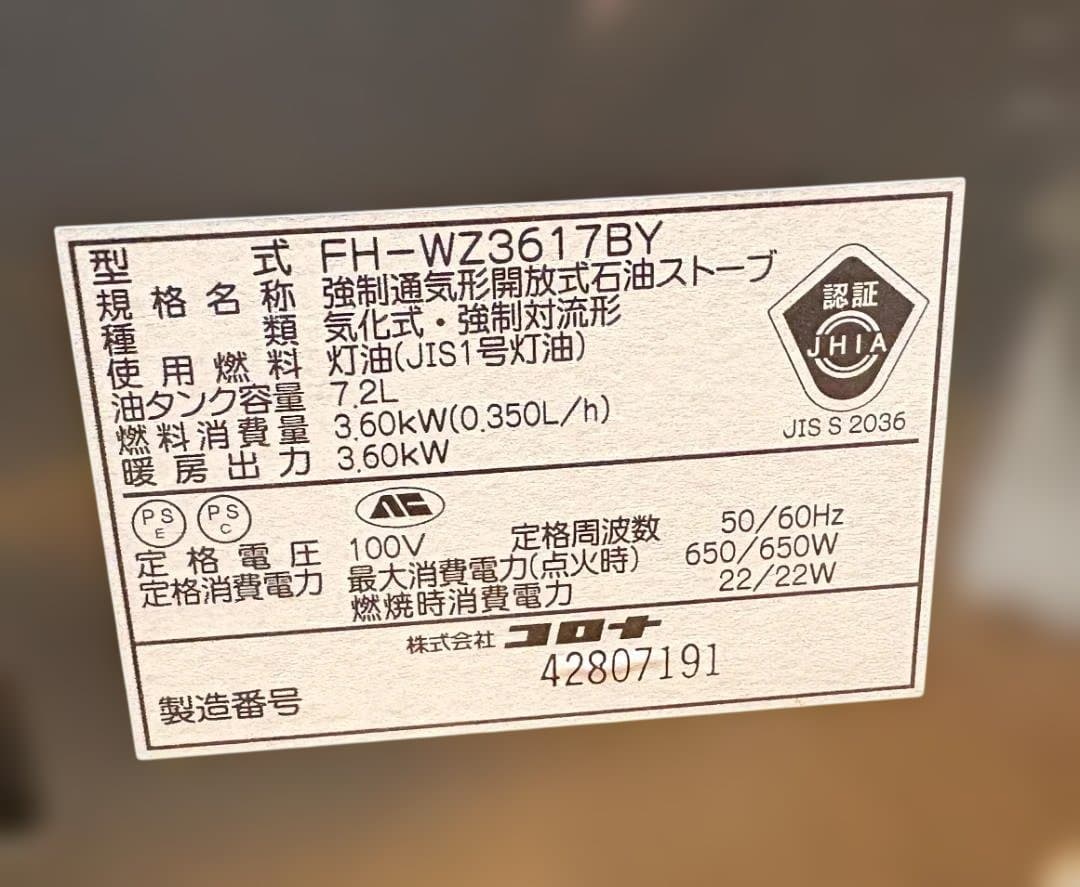 型式 FH-WZ3617BY
規格名称 強制通気形開放式石油ストーブ
種類 気化式・強制対流形
使用燃料 灯油(JIS1号灯油)
油タンク容量 7.2L
燃料消費量 3.60kW(0.350L/h)
暖房出力 3.60kW
認証
JHIA
JIS S 2036
PS E PS C
定格電圧 100V 定格周波数 50/60Hz
定格消費電力 最大消費電力(点火時) 650/650W
燃焼時消費電力 22/22W
株式会社 コロナ
製造番号 42807191